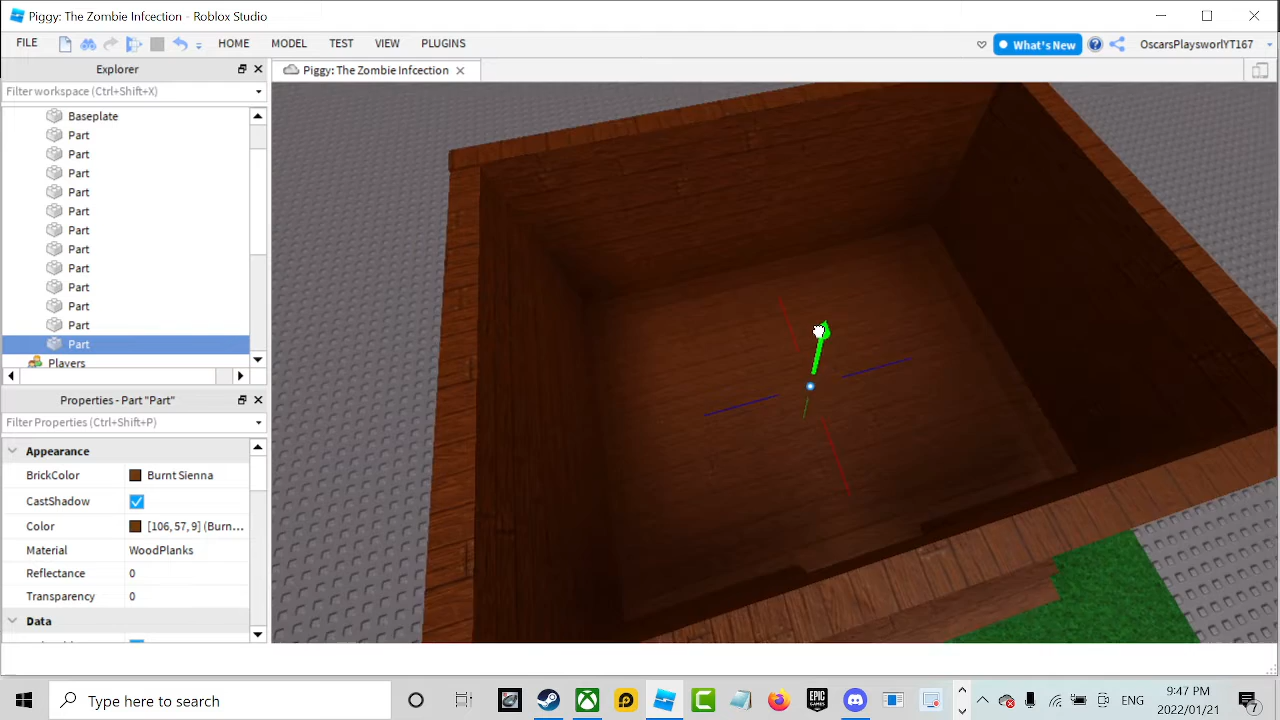 Piggy: The Zombie Infcection - Roblox Studio
FILE HOME MODEL TEST VIEW PLUGINS What's New OscarsPlaysworlYT167
Explorer
Piggy: The Zombie Infcection
Filter workspace (Ctrl+Shift+X)
Baseplate
Part
Part
Part
Part
Part
Part
Part
Part
Part
Part
Part
Part
Players
Properties - Part "Part"
Filter Properties (Ctrl+Shift+P)
Appearance
BrickColor Burnt Sienna
CastShadow
Color [106, 57, 9] (Burn...
Material WoodPlanks
Reflectance 0
Transparency 0
Data
Type here to search
EPIC GAMES
ENG
9:47 PM
2022/01/21
7